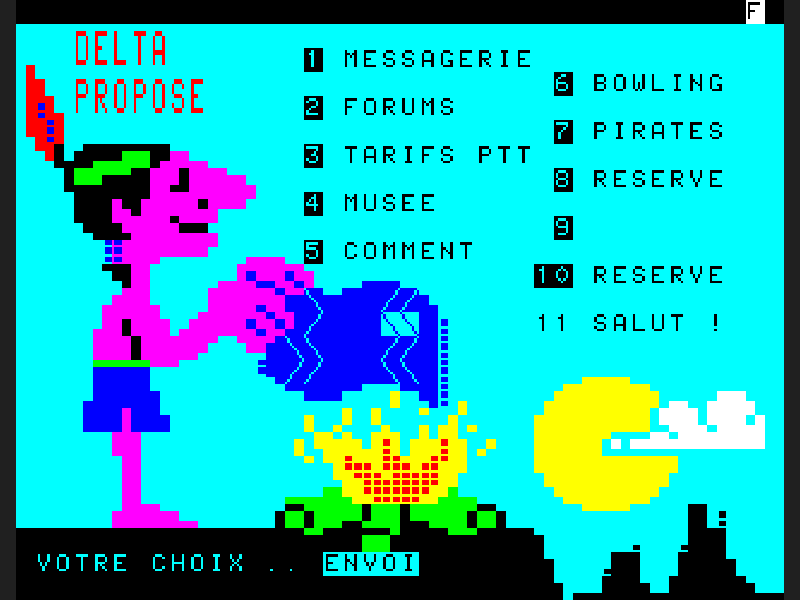 F
DELTA
PROPOSE
1 MESSAGERIE
2 FORUMS
3 TARIFS PTT
4 MUSEE
5 COMMENT
6 BOWLING
7 PIRATES
8 RESERVE
9
10 RESERVE
11 SALUT !
VOTRE CHOIX .. ENVOI